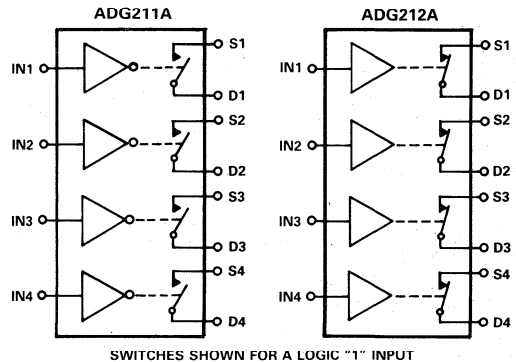 ADG211A
ADG212A
IN1
S1
D1
IN2
S2
D2
IN3
S3
D3
IN4
S4
D4
IN1
S1
D1
IN2
S2
D2
IN3
S3
D3
IN4
S4
D4
SWITCHES SHOWN FOR A LOGIC "1" INPUT